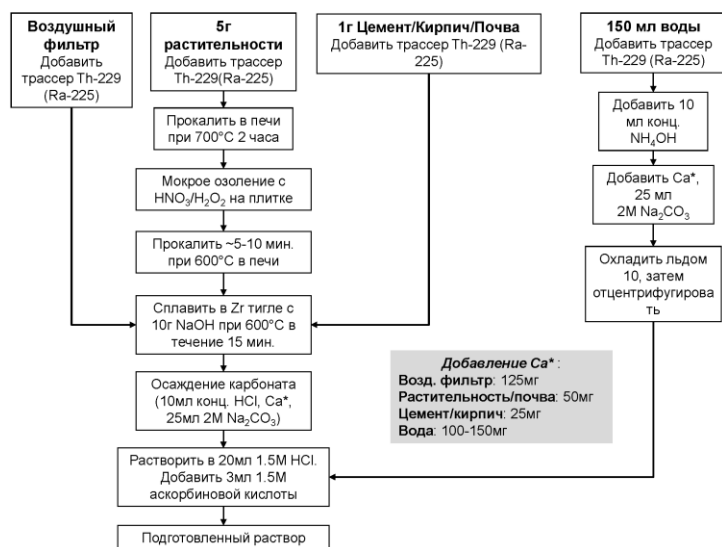 Воздушный
фильтр
Добавить
трассер Th-229
(Ra-225)
5г
растительности
Добавить трассер
Th-229(Ra-225)
1г Цемент/Кирпич/Почва
Добавить трассер Th-229 (Ra-
225)
150 мл воды
Добавить трассер
Th-229 (Ra-225)
Прокалить в печи
при 700°С 2 часа
Мокрое озоление с
HNO₃/H₂O₂ на плитке
Прокалить ~5-10 мин.
при 600°С в печи
Сплавить в Zr тигле с
10г NaOH при 600°С в
течение 15 мин.
Осаждение карбоната
(10мл конц. HCl, Ca*,
25мл 2М Na₂CO₃)
Добавить 10
мл конц.
NH₄OH
Добавить Ca*,
25 мл
2М Na₂CO₃
Охладить льдом
10, затем
отцентрифугирова
ть
Добавление Ca* :
Возд. фильтр: 125мг
Растительность/почва: 50мг
Цемент/кирпич: 25мг
Вода: 100-150мг
Растворить в 20мл 1.5М HCl.
Добавить 3мл 1.5М
аскорбиновой кислоты
Подготовленный раствор